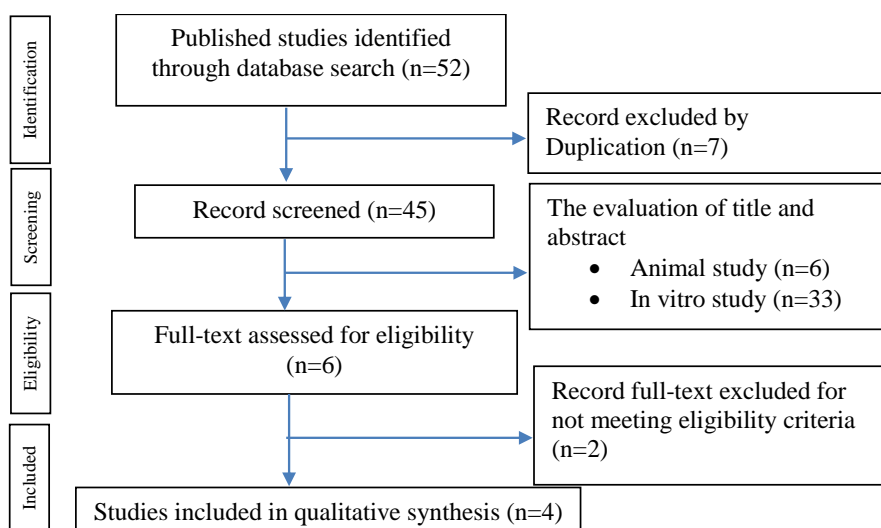 Identification
Published studies identified
through database search (n=52)
Record excluded by
Duplication (n=7)
Screening
Record screened (n=45)
The evaluation of title and
abstract
• Animal study (n=6)
• In vitro study (n=33)
Eligibility
Full-text assessed for eligibility
(n=6)
Record full-text excluded for
not meeting eligibility criteria
(n=2)
Included
Studies included in qualitative synthesis (n=4)